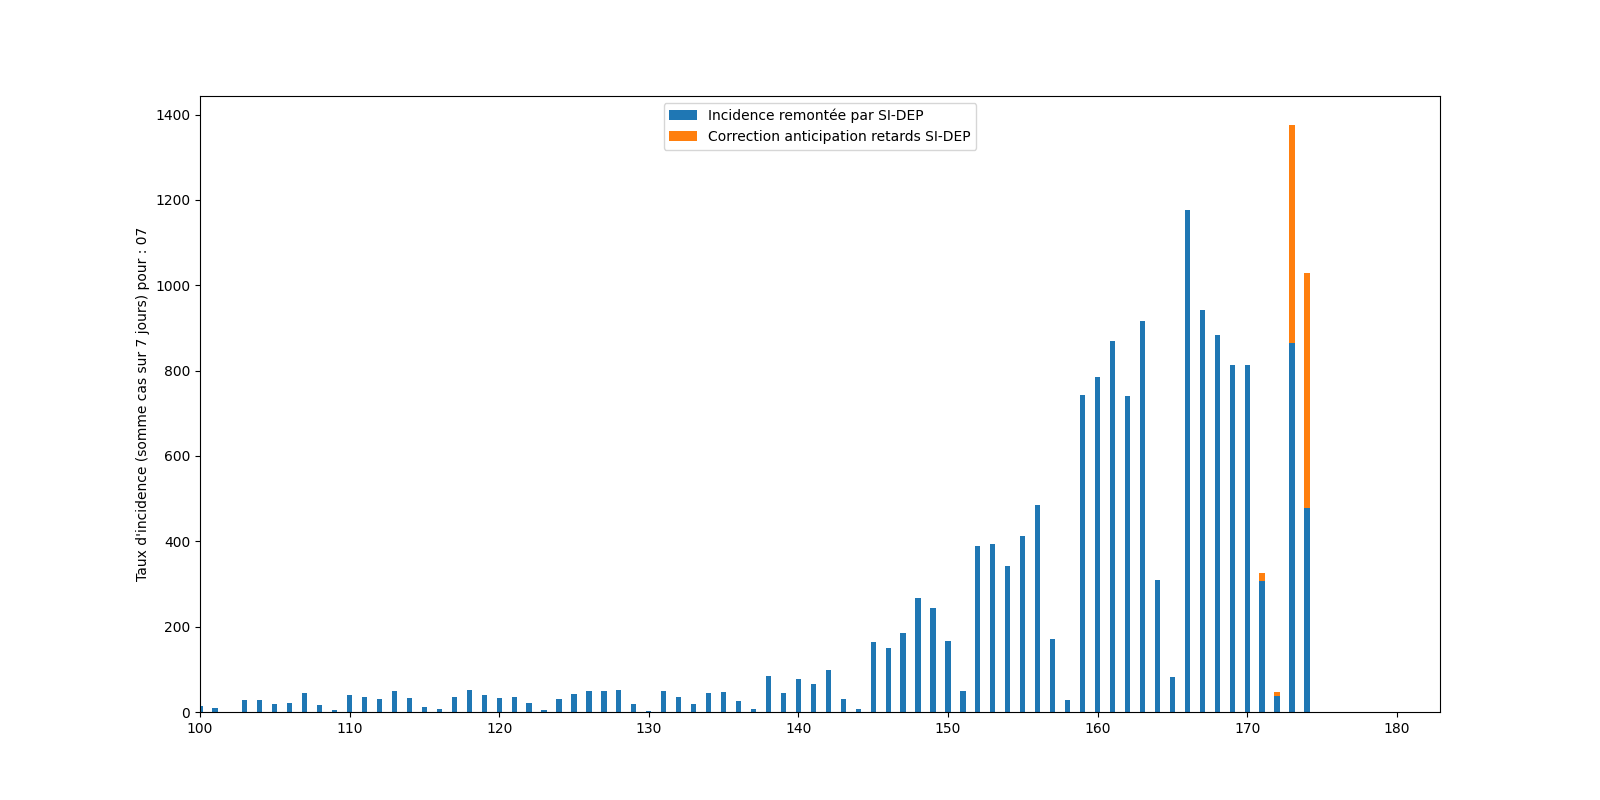 Incidence remontée par SI-DEP
Correction anticipation retards SI-DEP
Taux d'incidence (somme cas sur 7 jours) pour : 07
1400
1200
1000
800
600
400
200
0
100 110 120 130 140 150 160 170 180